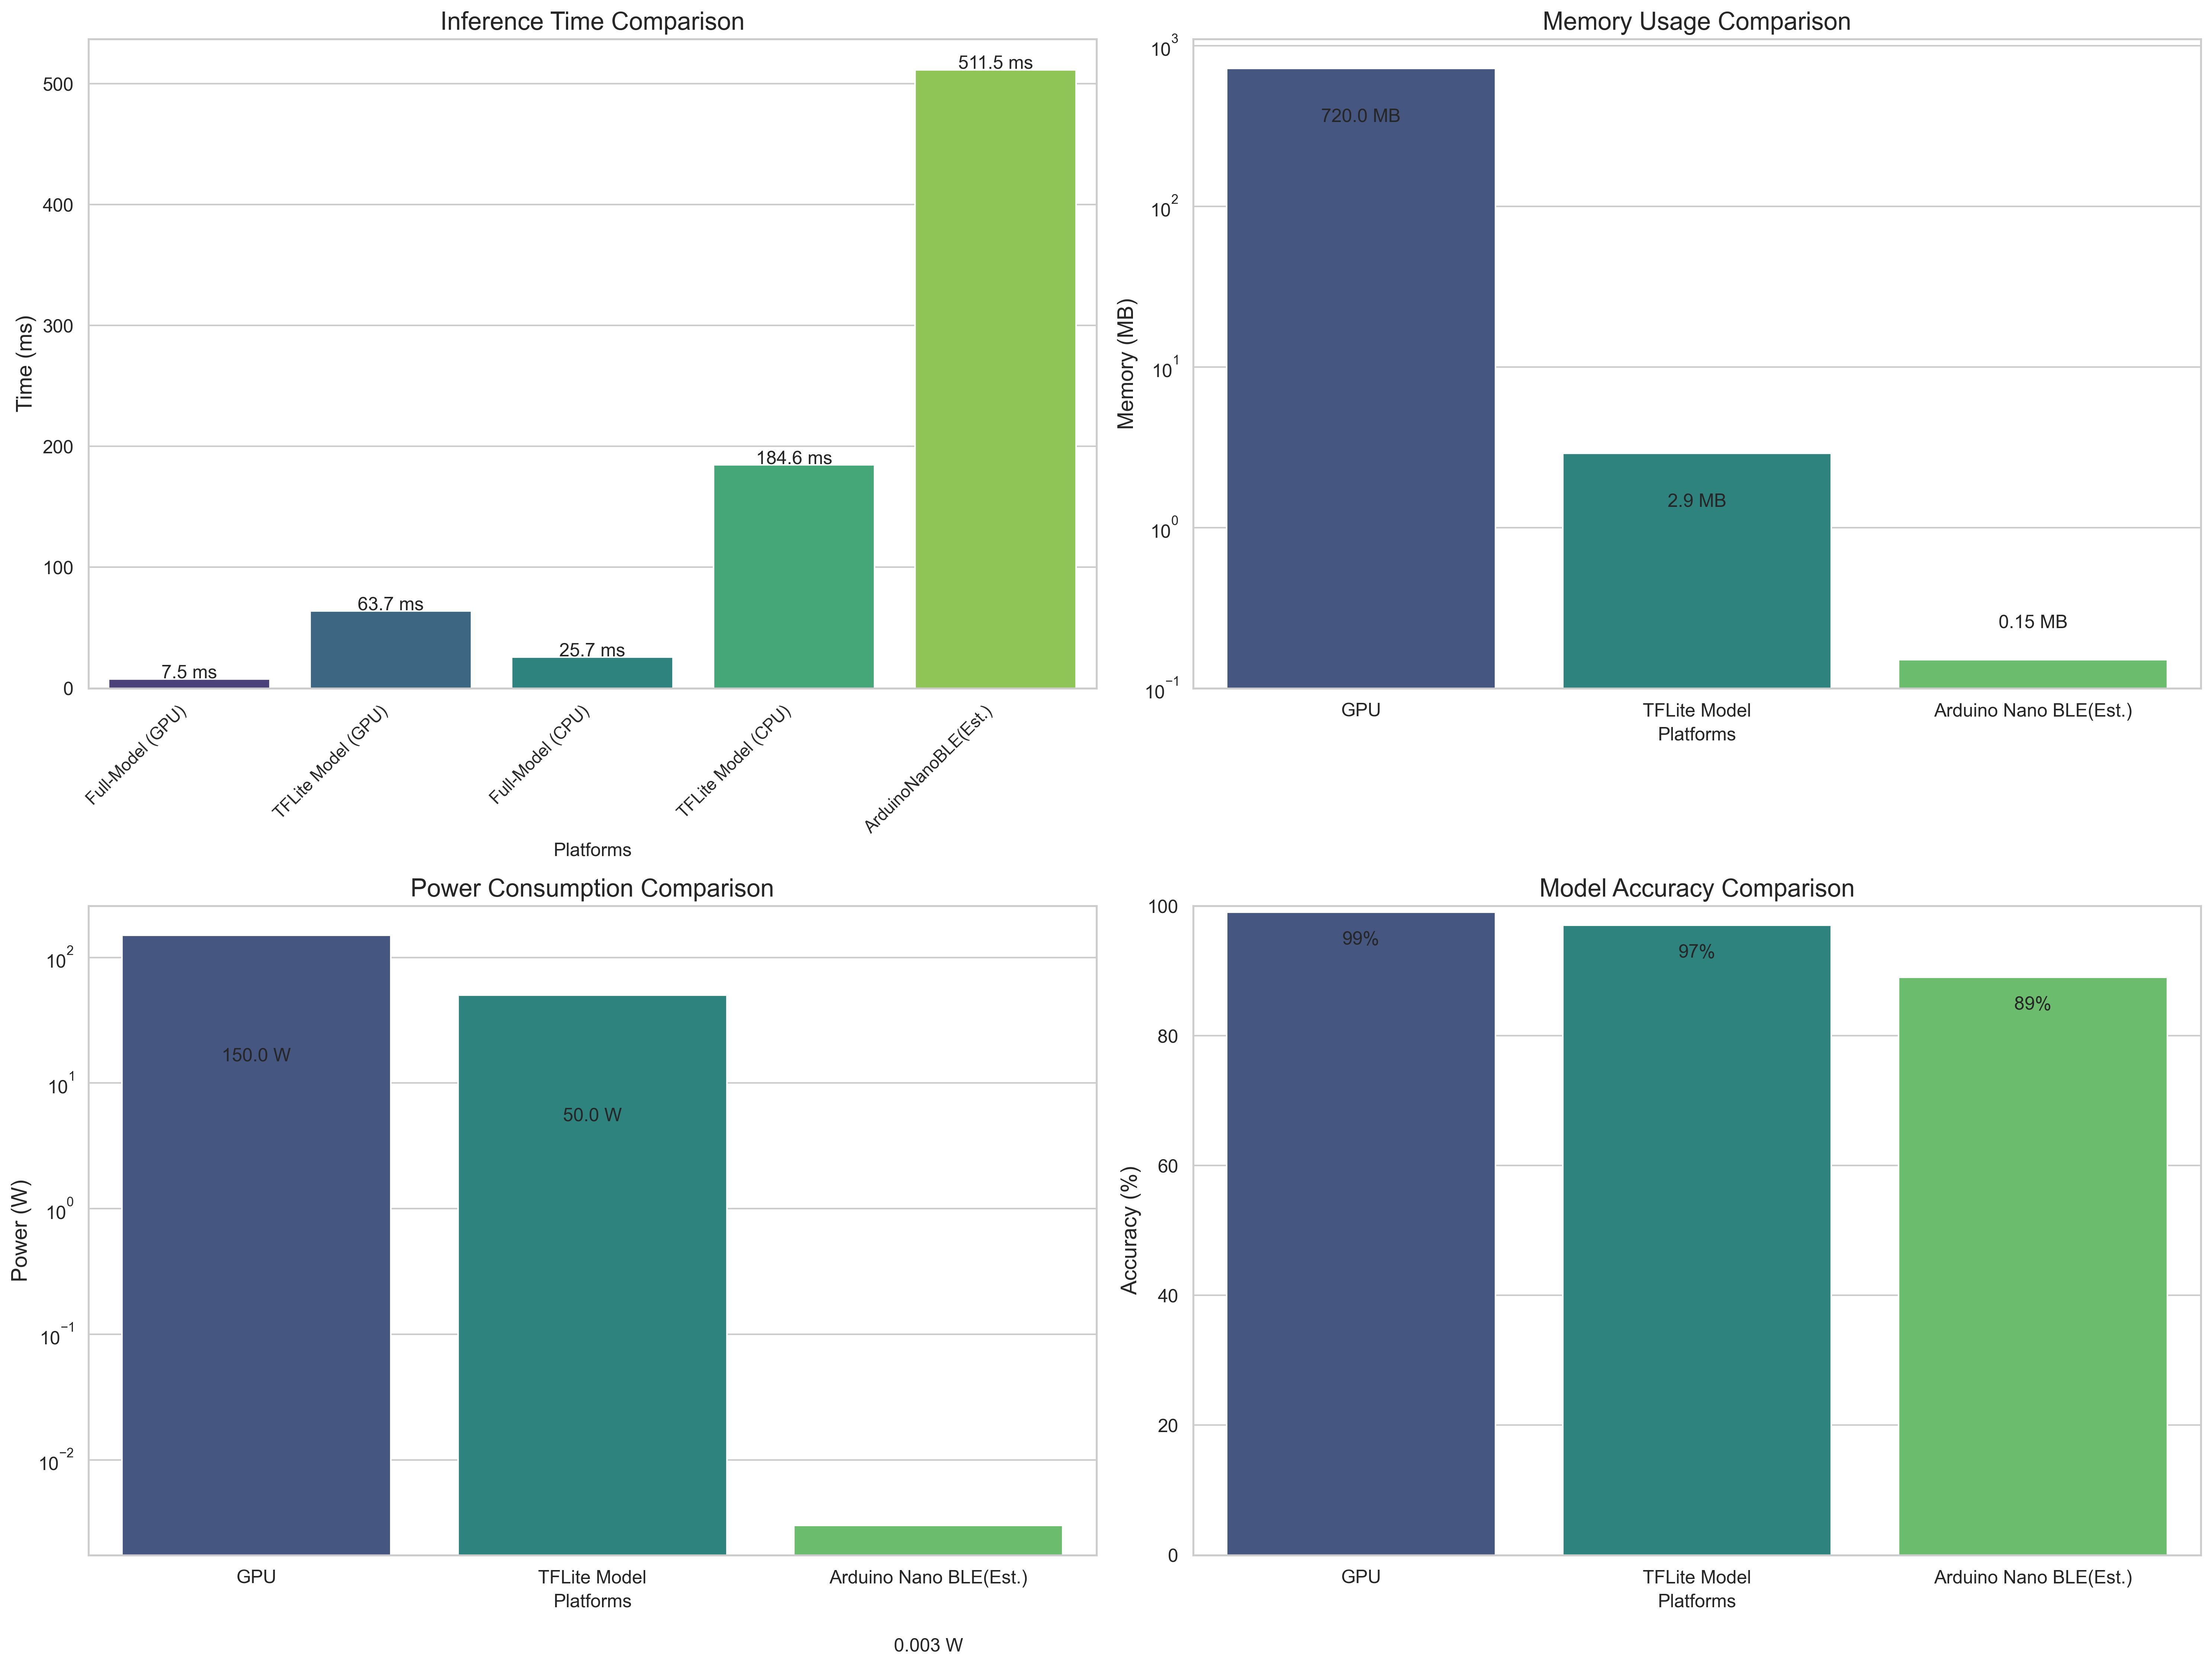 Inference Time Comparison
Time (ms)
500
400
300
200
100
0
511.5 ms
184.6 ms
63.7 ms
25.7 ms
7.5 ms
Full-Model (GPU)
TFLite Model (GPU)
Full-Model (CPU)
TFLite Model (CPU)
ArduinoNanoBLE(Est.)
Platforms
Memory Usage Comparison
Memory (MB)
10³
10²
10¹
10⁰
10⁻¹
720.0 MB
2.9 MB
0.15 MB
GPU
TFLite Model
Arduino Nano BLE(Est.)
Platforms
Power Consumption Comparison
Power (W)
10²
10¹
10⁰
10⁻¹
10⁻²
150.0 W
50.0 W
GPU
TFLite Model
Arduino Nano BLE(Est.)
Platforms
0.003 W
Model Accuracy Comparison
Accuracy (%)
100
80
60
40
20
0
99%
97%
89%
GPU
TFLite Model
Arduino Nano BLE(Est.)
Platforms